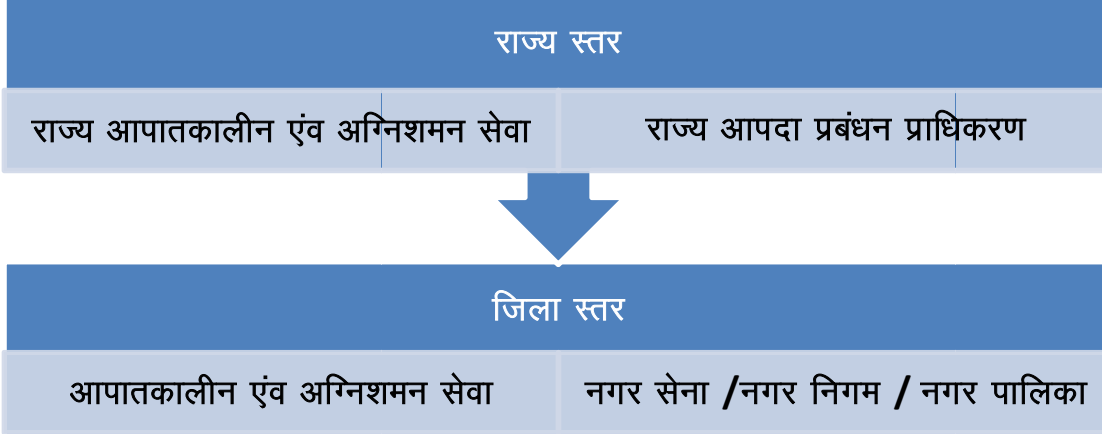 राज्य स्तर
राज्य आपातकालीन एंव अग्निशमन सेवा
राज्य आपदा प्रबंधन प्राधिकरण
जिला स्तर
आपातकालीन एंव अग्निशमन सेवा
नगर सेना /नगर निगम / नगर पालिका